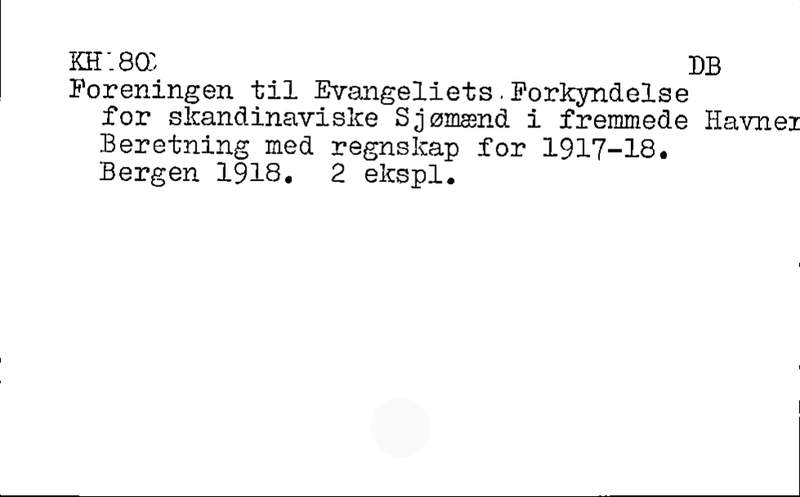 KH 80
DB
Foreningen til Evangeliets Forkyndelse
for skandinaviske Sjømænd i fremmede Havner
Beretning med regnskap for 1917-18.
Bergen 1918. 2 ekspl.